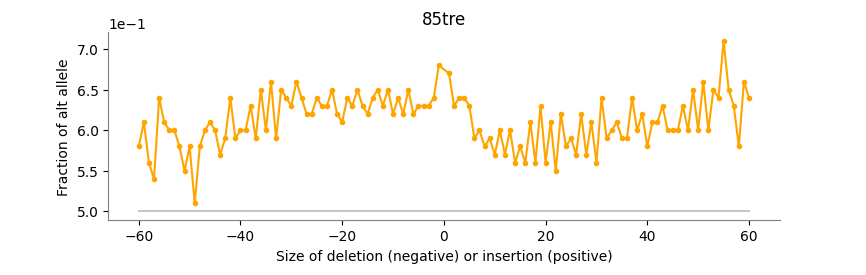 85tre
1e−1
7.0
6.5
6.0
5.5
5.0
Fraction of alt allele
−60 −40 −20 0 20 40 60
Size of deletion (negative) or insertion (positive)